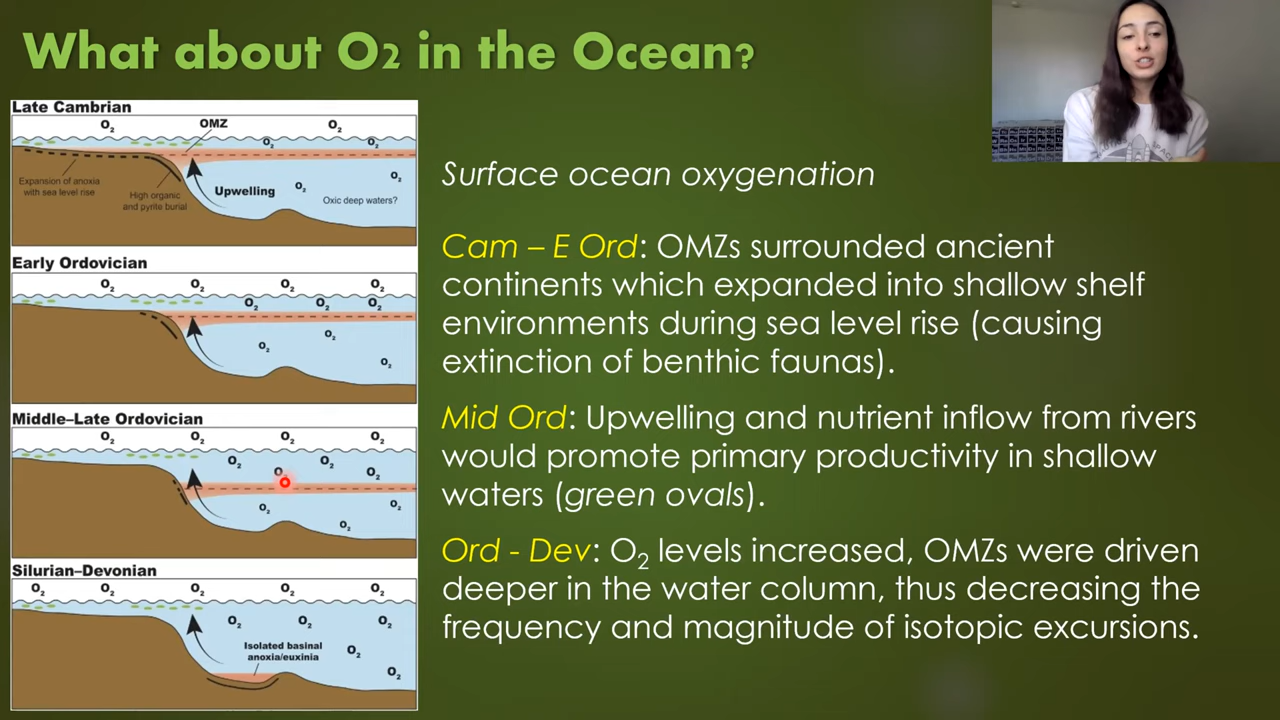 What about O2 in the Ocean?
Late Cambrian
O2
OMZ
O2
O2
O2
Expansion of anoxia
with sea level rise
High organic
and pyrite burial
Upwelling
O2
O2
Oxic deep waters?
Early Ordovician
O2
O2
O2
O2
O2
O2
O2
O2
O2
O2
Middle–Late Ordovician
O2
O2
O2
O2
O2
O2
O2
O2
O2
O2
O2
Silurian–Devonian
O2
O2
O2
O2
O2
O2
O2
O2
Isolated basinal
anoxia/euxinia
Surface ocean oxygenation
Cam – E Ord: OMZs surrounded ancient
continents which expanded into shallow shelf
environments during sea level rise (causing
extinction of benthic faunas).
Mid Ord: Upwelling and nutrient inflow from rivers
would promote primary productivity in shallow
waters (green ovals).
Ord - Dev: O2 levels increased, OMZs were driven
deeper in the water column, thus decreasing the
frequency and magnitude of isotopic excursions.